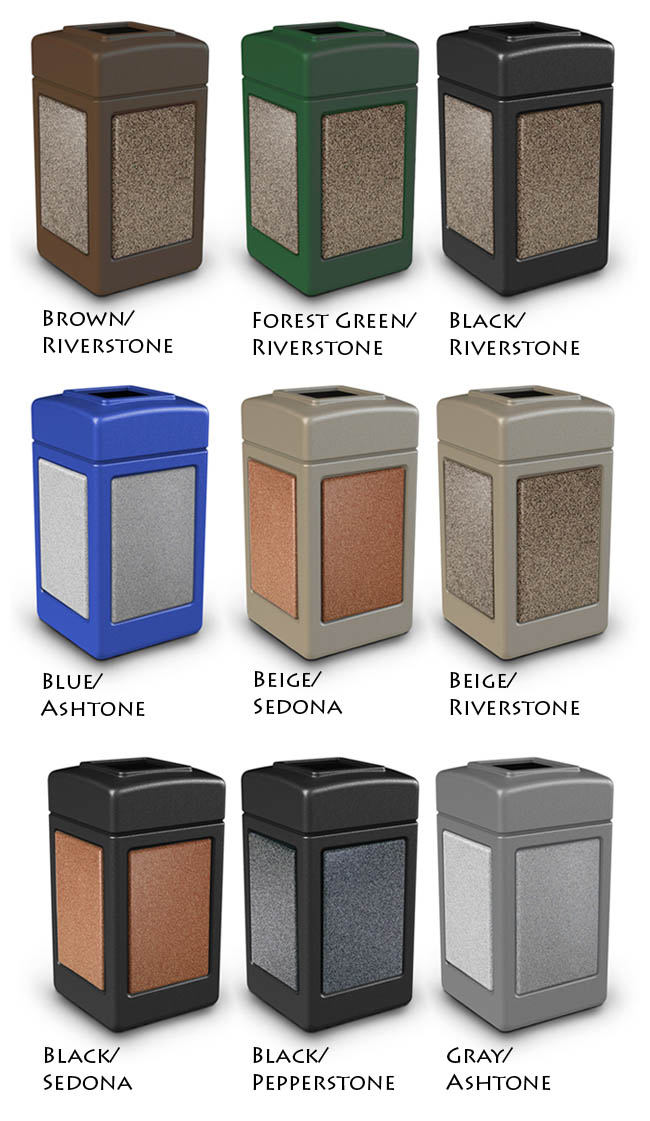 Brown/
Riverstone
Forest Green/
Riverstone
Black/
Riverstone
Blue/
Ashtone
Beige/
Sedona
Beige/
Riverstone
Black/
Sedona
Black/
Pepperstone
Gray/
Ashtone